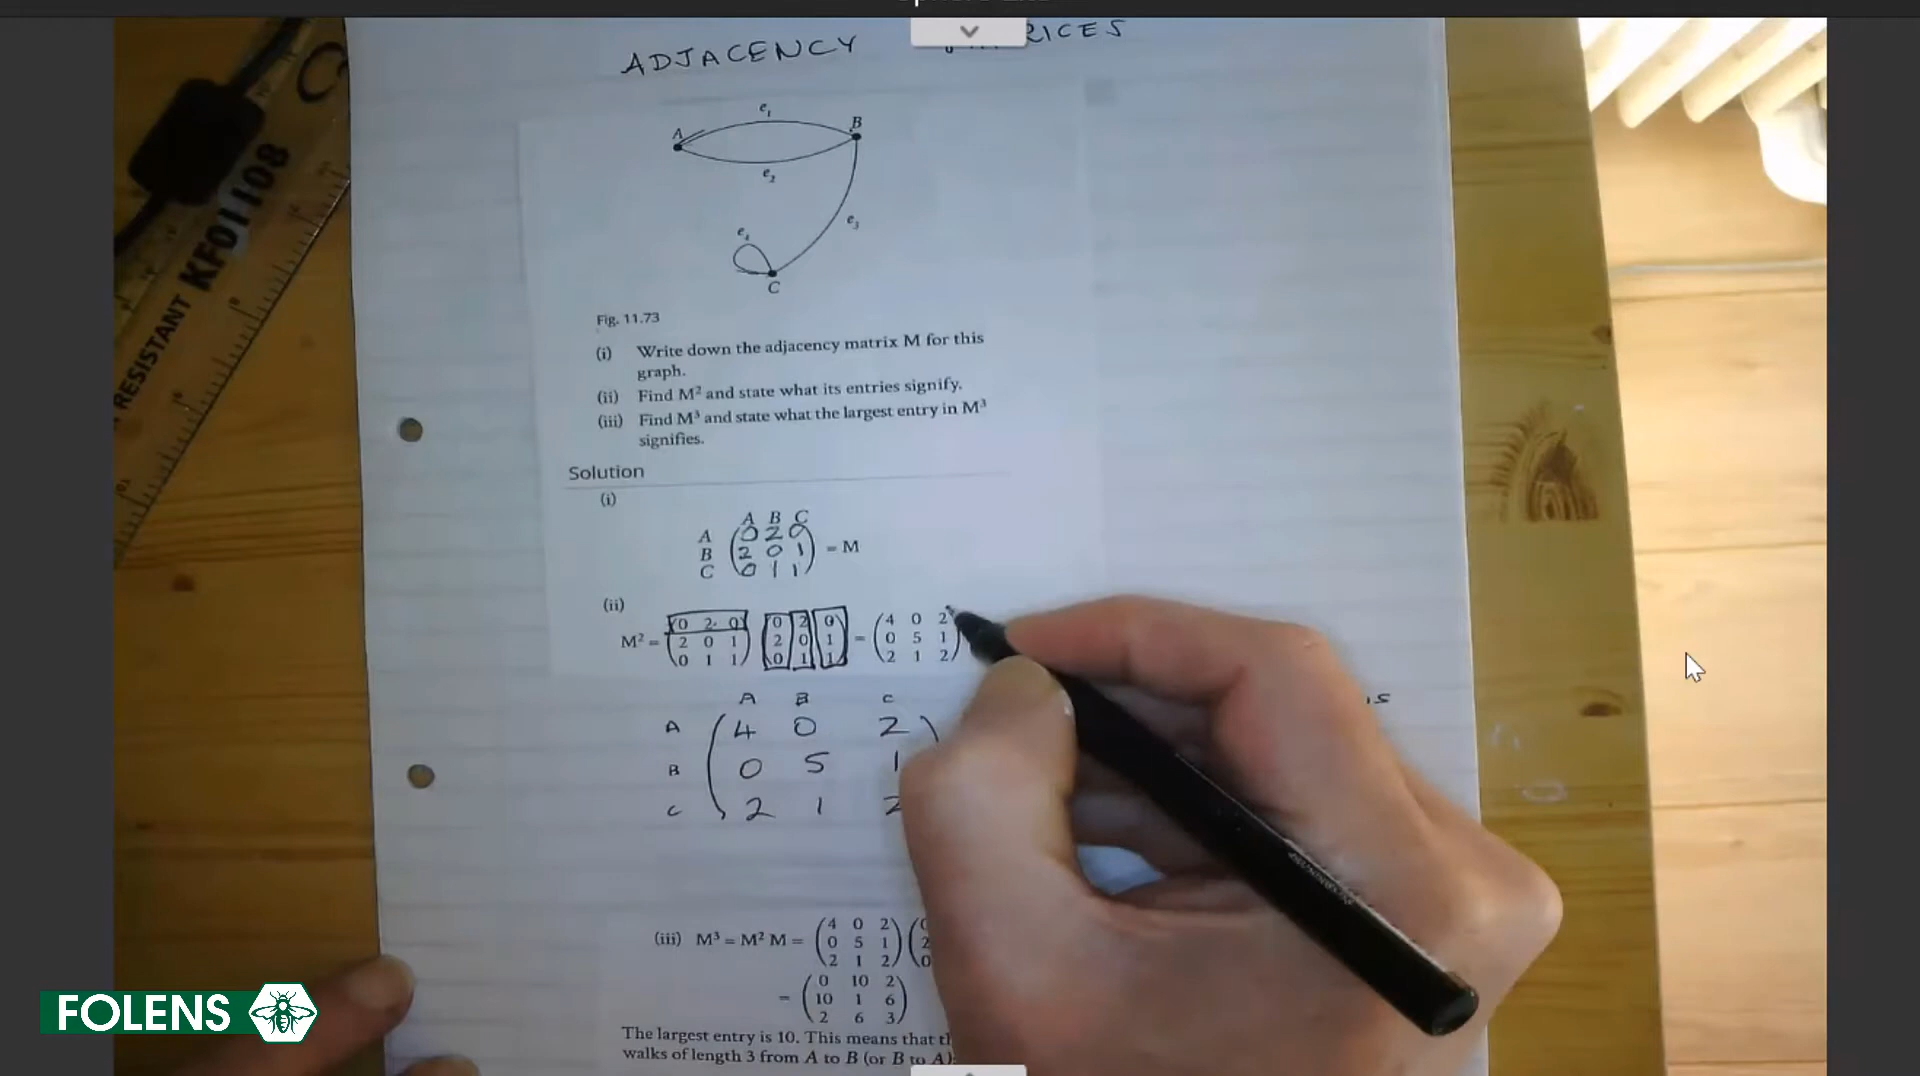 ADJACENCY
RICES
e₁
A
B
e₂
e₃
e₄
C
Fig. 11.73
(i) Write down the adjacency matrix M for this
graph.
(ii) Find M² and state what its entries signify.
(iii) Find M³ and state what the largest entry in M³
signifies.
Solution
(i)
A B C
A 0 2 0
B 2 0 1 = M
C 0 1 1
(ii)
0 2 0 0 2 0 4 0 2
M² = 2 0 1 2 0 1 = 0 5 1
0 1 1 0 1 1 2 1 2
A B C
A 4 0 2
B 0 5 1
C 2 1 2
is
4 0 2
(iii) M³ = M² M = 0 5 1 2
2 1 2 0
0 10 2
= 10 1 6
2 6 3
The largest entry is 10. This means that
walks of length 3 from A to B (or B to A)
RESISTANT KF01108
FOLENS